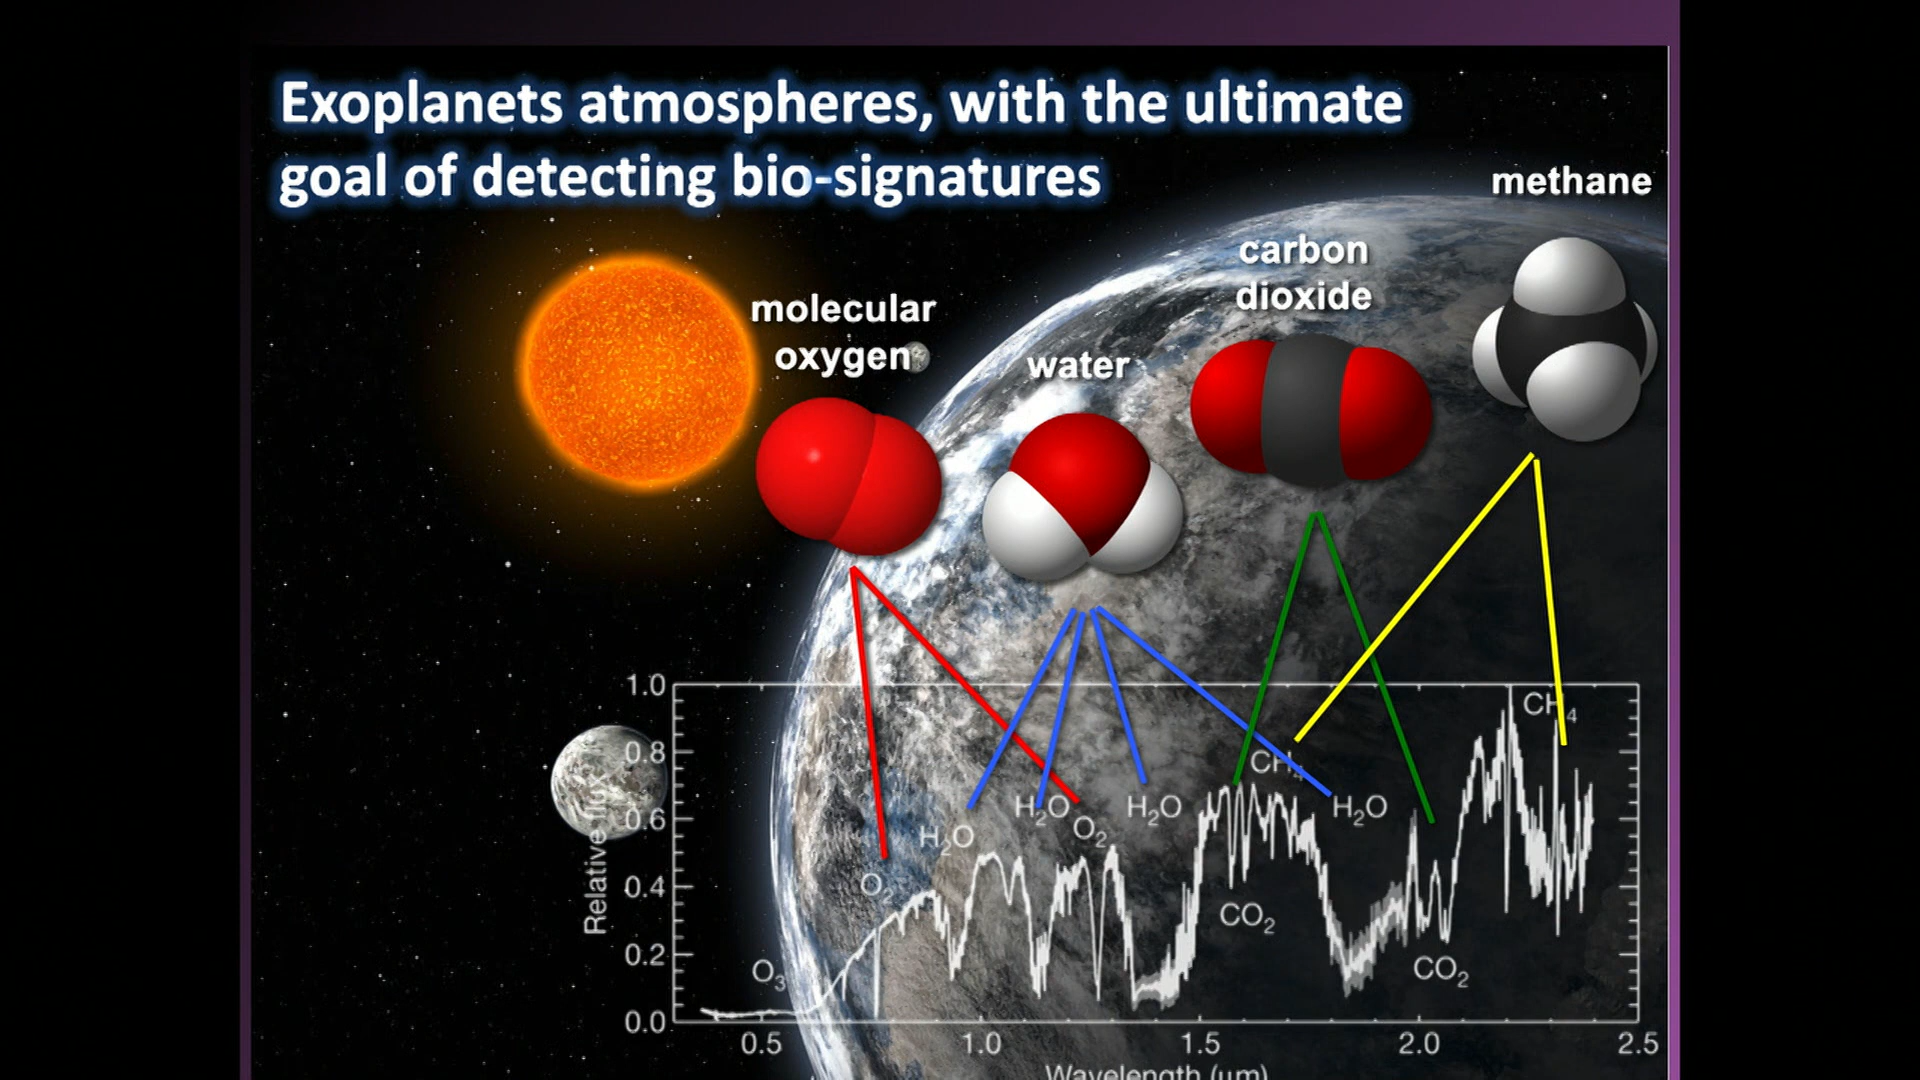 Exoplanets atmospheres, with the ultimate
goal of detecting bio-signatures
methane
carbon
dioxide
molecular
oxygen
water
1.0
0.8
0.6
0.4
0.2
0.0
Relative flux
O₃
O₂
H₂O
H₂O
O₂
H₂O
CH₄
H₂O
CH₄
CO₂
CO₂
0.5
1.0
1.5
2.0
2.5
Wavelength (µm)